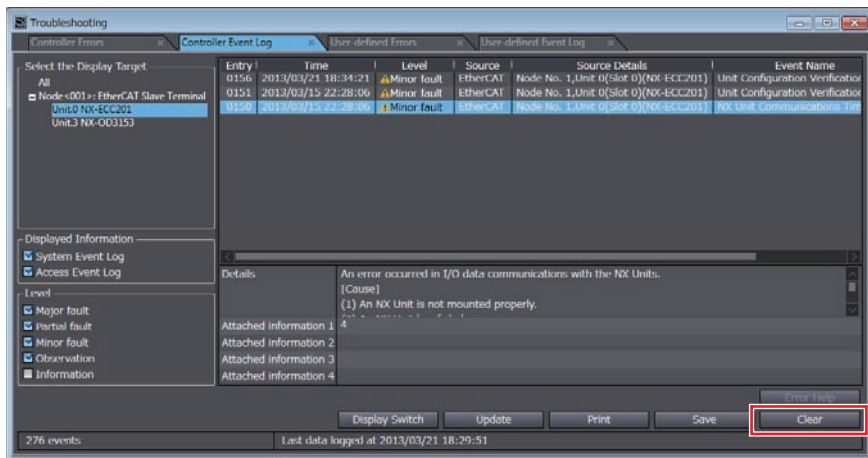 Troubleshooting
Controller Errors Controller Event Log User-defined Errors User-defined Event Log
Select the Display Target
All
Node<001>: EtherCAT Slave Terminal
Unit.0 NX-ECC201
Unit.3 NX-OD3153
Entry Time Level Source Source Details Event Name
0156 2013/03/21 18:34:21 Minor fault EtherCAT Node No. 1,Unit 0(Slot 0)(NX-ECC201) Unit Configuration Verification
0151 2013/03/15 22:28:06 Minor fault EtherCAT Node No. 1,Unit 0(Slot 0)(NX-ECC201) Unit Configuration Verification
0150 2013/03/15 22:28:06 Minor fault EtherCAT Node No. 1,Unit 0(Slot 0)(NX-ECC201) NX Unit Communications Tim
Displayed Information
System Event Log
Access Event Log
Level
Major fault
Partial fault
Minor fault
Observation
Information
Details An error occurred in I/O data communications with the NX Units.
[Cause]
(1) An NX Unit is not mounted properly.
Attached information 1 4
Attached information 2
Attached information 3
Attached information 4
Error Help
Display Switch Update Print Save Clear
276 events Last data logged at 2013/03/21 18:29:51